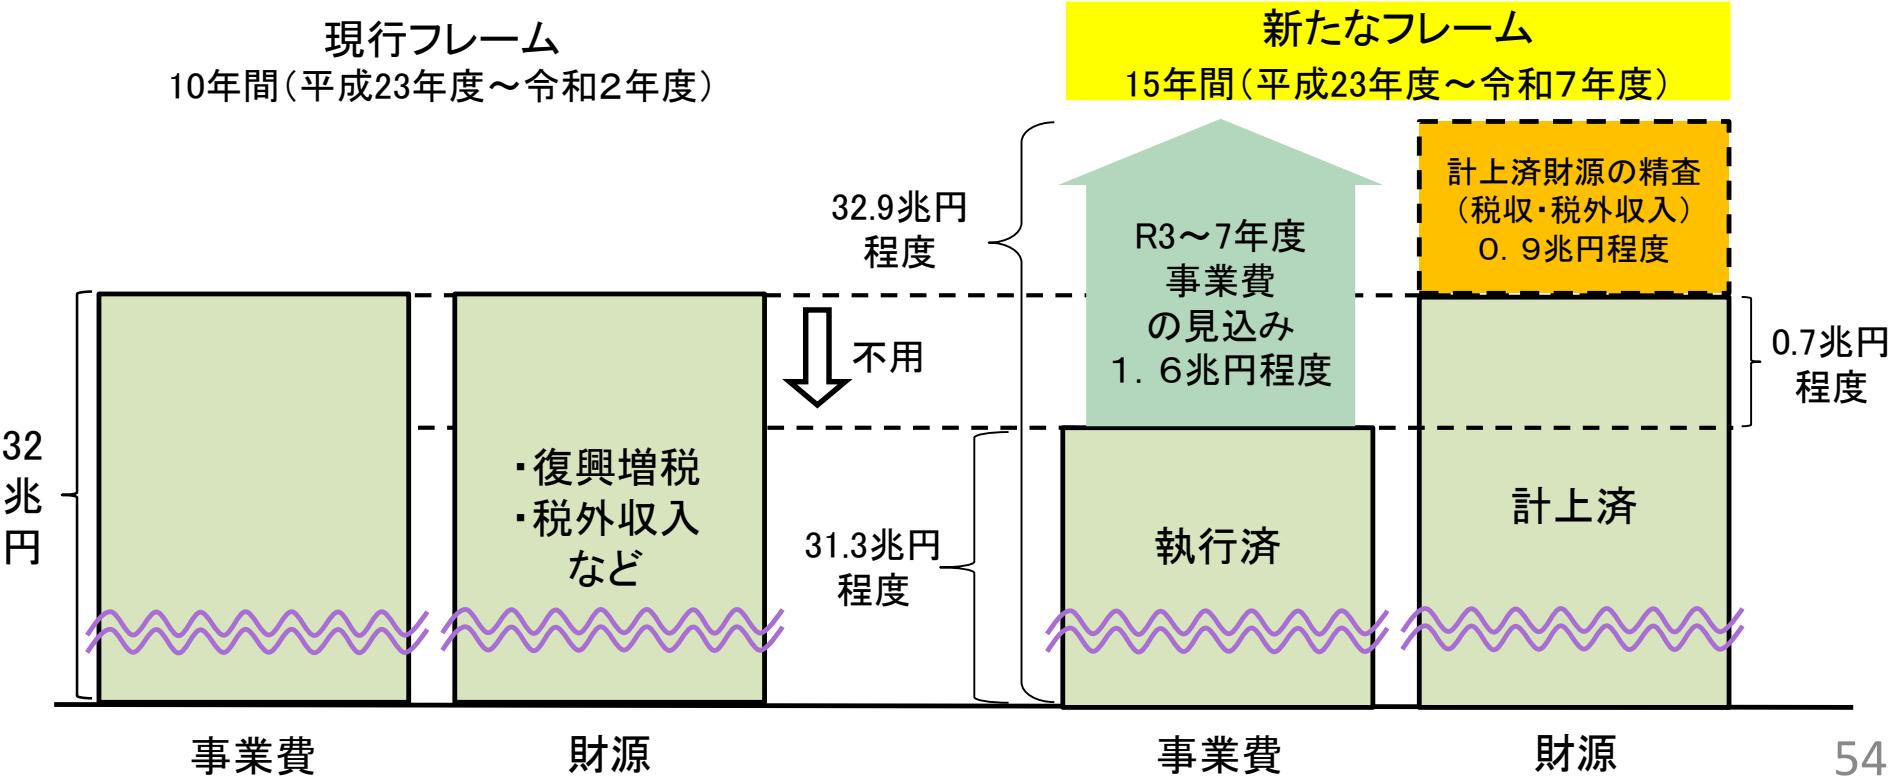 現行フレーム
10年間(平成23年度～令和2年度)
新たなフレーム
15年間(平成23年度～令和7年度)
32
兆
円
・復興増税
・税外収入
など
不用
32.9兆円
程度
31.3兆円
程度
R3～7年度
事業費
の見込み
１．６兆円程度
執行済
計上済財源の精査
(税収・税外収入)
０．９兆円程度
計上済
0.7兆円
程度
事業費
財源
事業費
財源
54